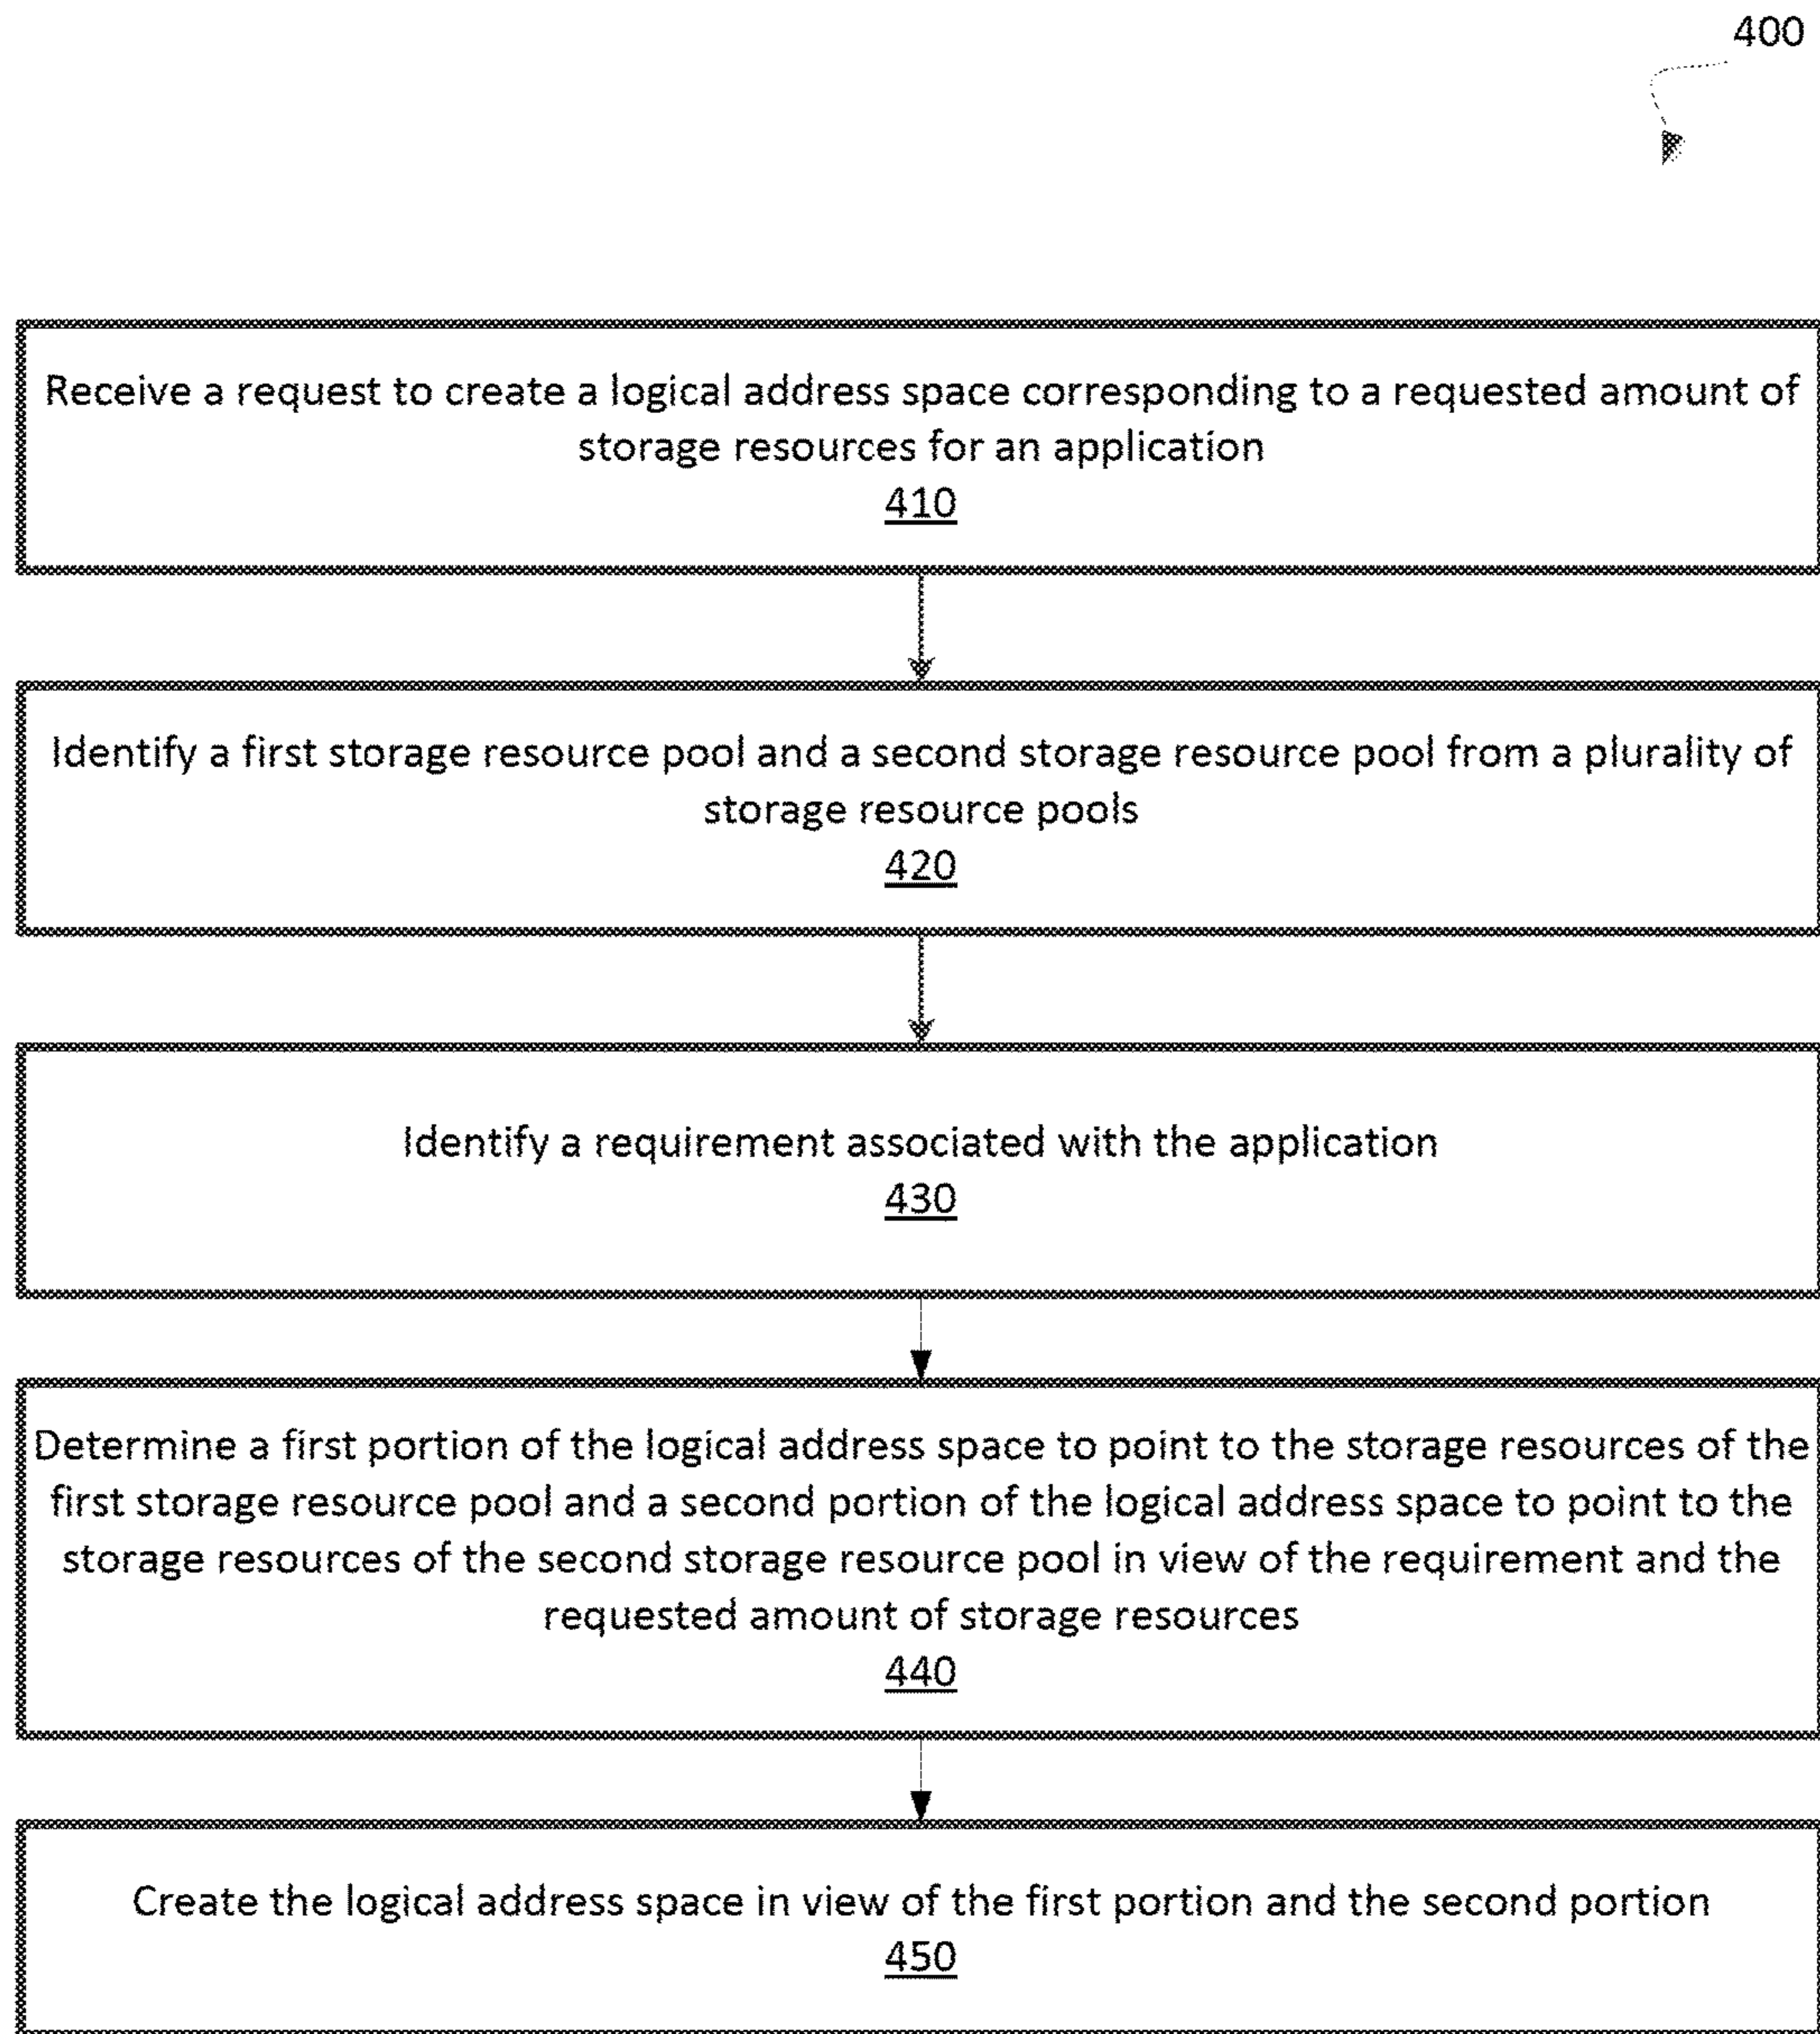 400
Receive a request to create a logical address space corresponding to a requested amount of
storage resources for an application
410
Identify a first storage resource pool and a second storage resource pool from a plurality of
storage resource pools
420
Identify a requirement associated with the application
430
Determine a first portion of the logical address space to point to the storage resources of the
first storage resource pool and a second portion of the logical address space to point to the
storage resources of the second storage resource pool in view of the requirement and the
requested amount of storage resources
440
Create the logical address space in view of the first portion and the second portion
450